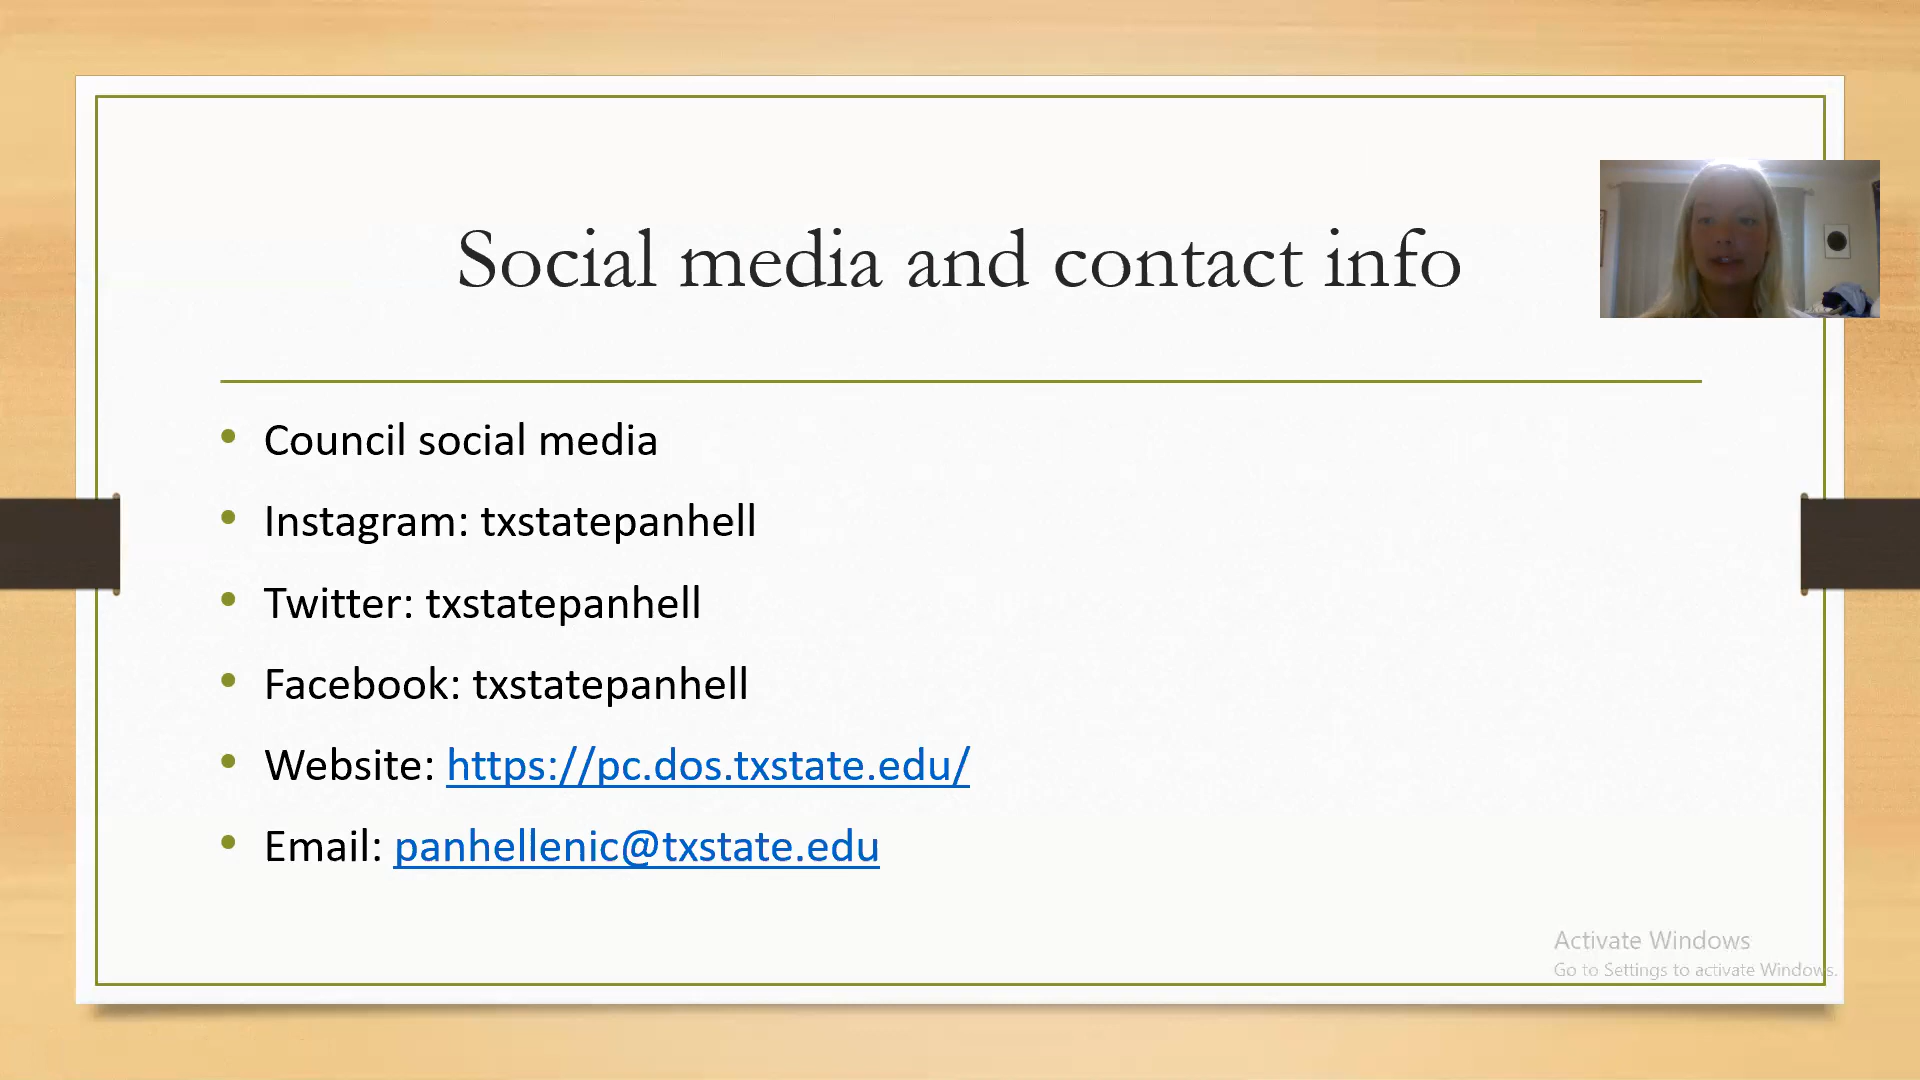 Social media and contact info
Council social media
Instagram: txstatepanhell
Twitter: txstatepanhell
Facebook: txstatepanhell
Website: https://pc.dos.txstate.edu/
Email: panhellenic@txstate.edu
Activate Windows
Go to Settings to activate Windows.